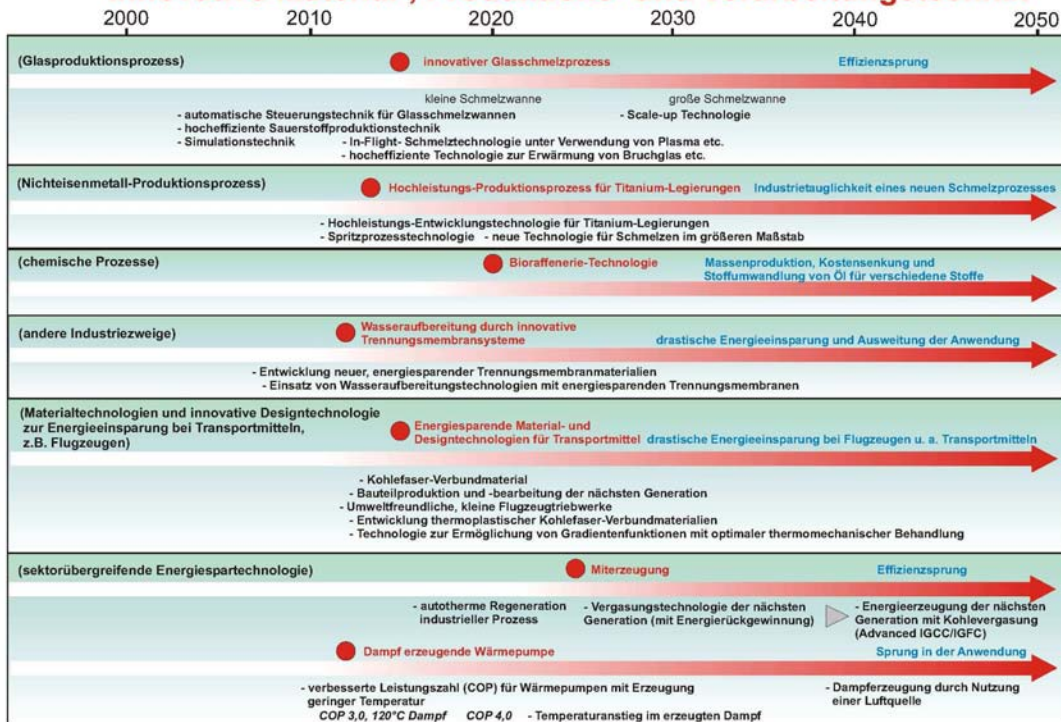 2000 2010 2020 2030 2040 2050
(Glasproduktionsprozess)
innovativer Glasschmelzprozess
Effizienzsprung
kleine Schmelzwanne
große Schmelzwanne
- automatische Steuerungstechnik für Glasschmelzwannen
- Scale-up Technologie
- hocheffiziente Sauerstoffproduktionstechnik
- Simulationstechnik
- In-Flight- Schmelztechnologie unter Verwendung von Plasma etc.
- hocheffiziente Technologie zur Erwärmung von Bruchglas etc.
(Nichteisenmetall-Produktionsprozess)
Hochleistungs-Produktionsprozess für Titanium-Legierungen
Industrietauglichkeit eines neuen Schmelzprozesses
- Hochleistungs-Entwicklungstechnologie für Titanium-Legierungen
- Spritzprozesstechnologie - neue Technologie für Schmelzen im größeren Maßstab
(chemische Prozesse)
Bioraffenerie-Technologie
Massenproduktion, Kostensenkung und
Stoffumwandlung von Öl für verschiedene Stoffe
(andere Industriezweige)
Wasseraufbereitung durch innovative
Trennungsmembransysteme
drastische Energieeinsparung und Ausweitung der Anwendung
- Entwicklung neuer, energiesparender Trennungsmembranmaterialien
- Einsatz von Wasseraufbereitungstechnologien mit energiesparenden Trennungsmembranen
(Materialtechnologien und innovative Designtechnologie
zur Energieeinsparung bei Transportmitteln,
z.B. Flugzeugen)
Energiesparende Material- und
Designtechnologien für Transportmittel
drastische Energieeinsparung bei Flugzeugen u. a. Transportmitteln
- Kohlefaser-Verbundmaterial
- Bauteilproduktion und -bearbeitung der nächsten Generation
- Umweltfreundliche, kleine Flugzeugtriebwerke
- Entwicklung thermoplastischer Kohlefaser-Verbundmaterialien
- Technologie zur Ermöglichung von Gradientenfunktionen mit optimaler thermomechanischer Behandlung
(sektorübergreifende Energiespartechnologie)
Miterzeugung
Effizienzsprung
- autotherme Regeneration
industrieller Prozess
- Vergasungstechnologie der nächsten
Generation (mit Energierückgewinnung)
- Energieerzeugung der nächsten
Generation mit Kohlevergasung
(Advanced IGCC/IGFC)
Dampf erzeugende Wärmepumpe
Sprung in der Anwendung
- verbesserte Leistungszahl (COP) für Wärmepumpen mit Erzeugung
geringer Temperatur
- Dampferzeugung durch Nutzung
einer Luftquelle
COP 3,0, 120°C Dampf COP 4,0 - Temperaturanstieg im erzeugten Dampf